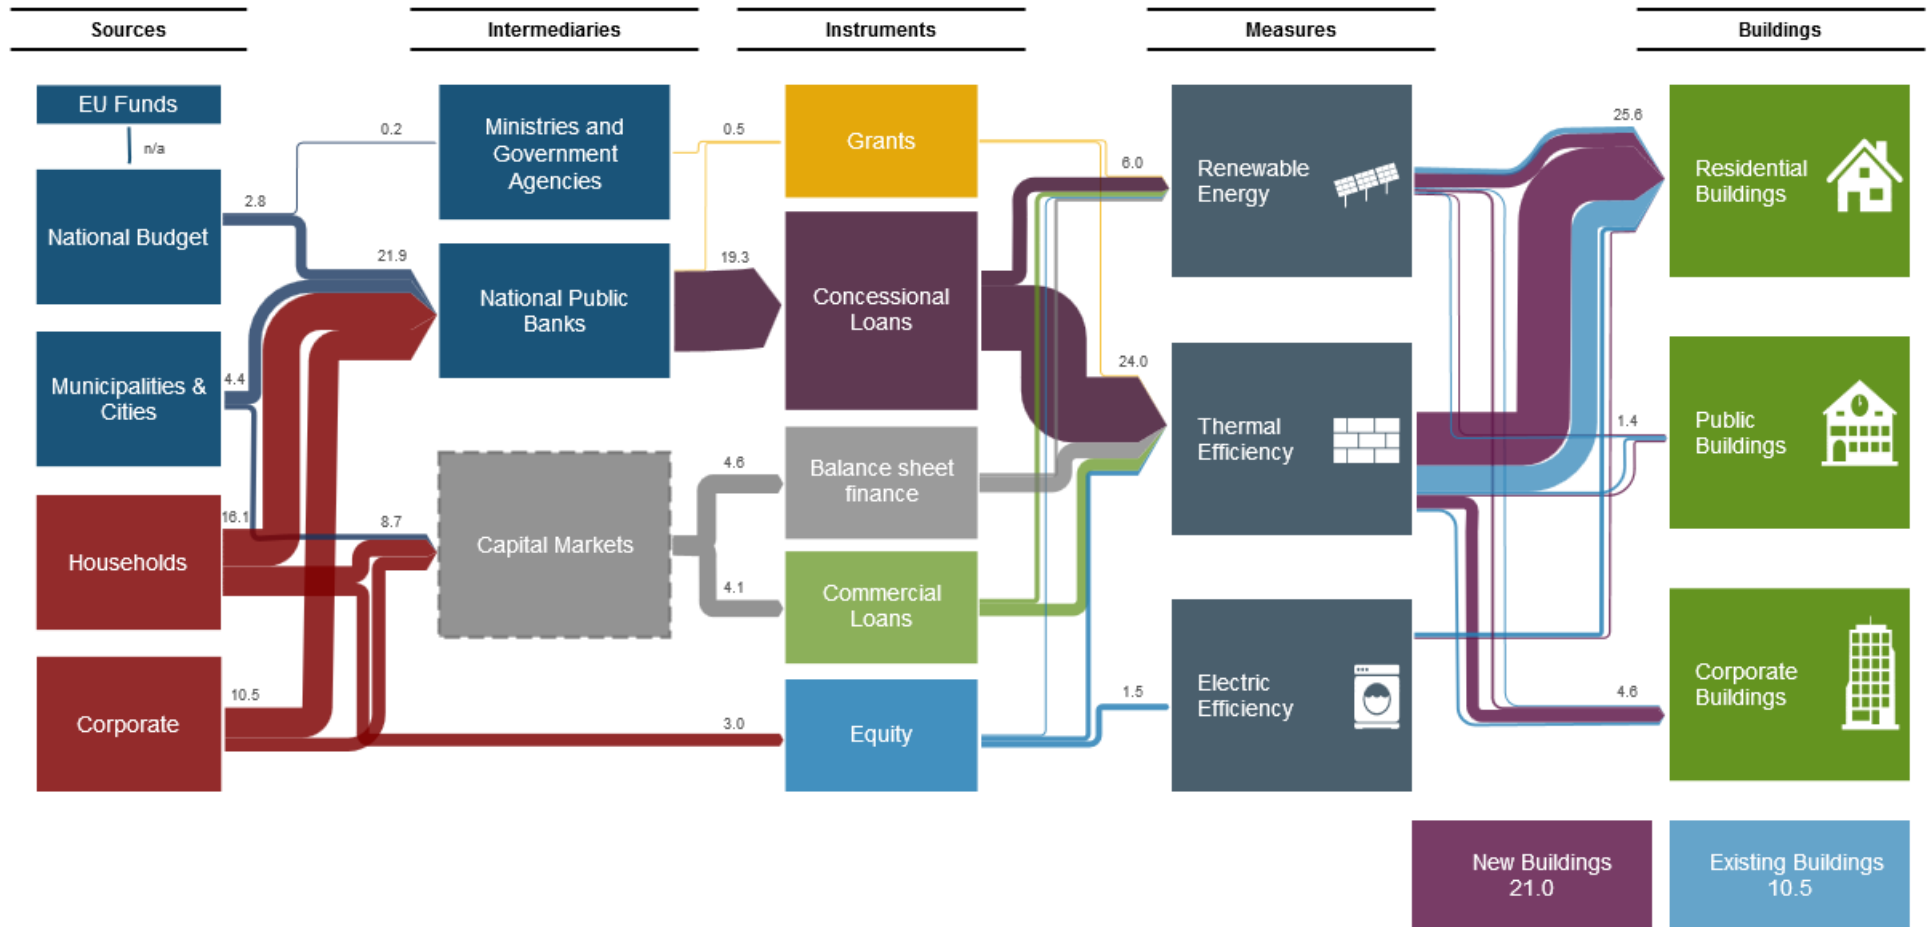 Sources
Intermediaries
Instruments
Measures
Buildings
EU Funds
n/a
National Budget
2.8
Municipalities &
Cities
4.4
Households
16.1
Corporate
10.5
0.2
21.9
8.7
3.0
Ministries and
Government
Agencies
National Public
Banks
Capital Markets
0.5
19.3
4.6
4.1
Grants
Concessional
Loans
Balance sheet
finance
Commercial
Loans
Equity
6.0
24.0
1.5
Renewable
Energy
Thermal
Efficiency
Electric
Efficiency
25.6
1.4
4.6
Residential
Buildings
Public
Buildings
Corporate
Buildings
New Buildings
21.0
Existing Buildings
10.5